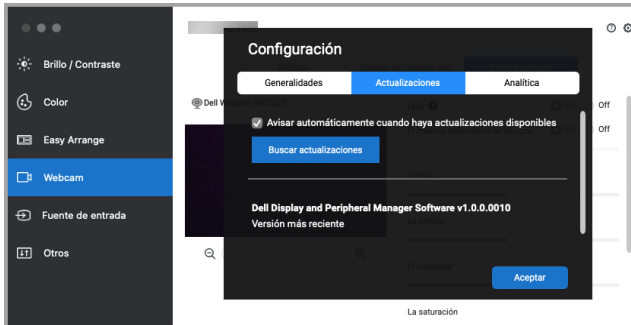 Configuración
Generalidades
Actualizaciones
Analítica
Brillo / Contraste
Color
Easy Arrange
Webcam
Fuente de entrada
Otros
Dell Webcam WB7022
Off
Off
Avisar automáticamente cuando haya actualizaciones disponibles
Buscar actualizaciones
Dell Display and Peripheral Manager Software v1.0.0.0010
Versión más reciente
Aceptar
La saturación